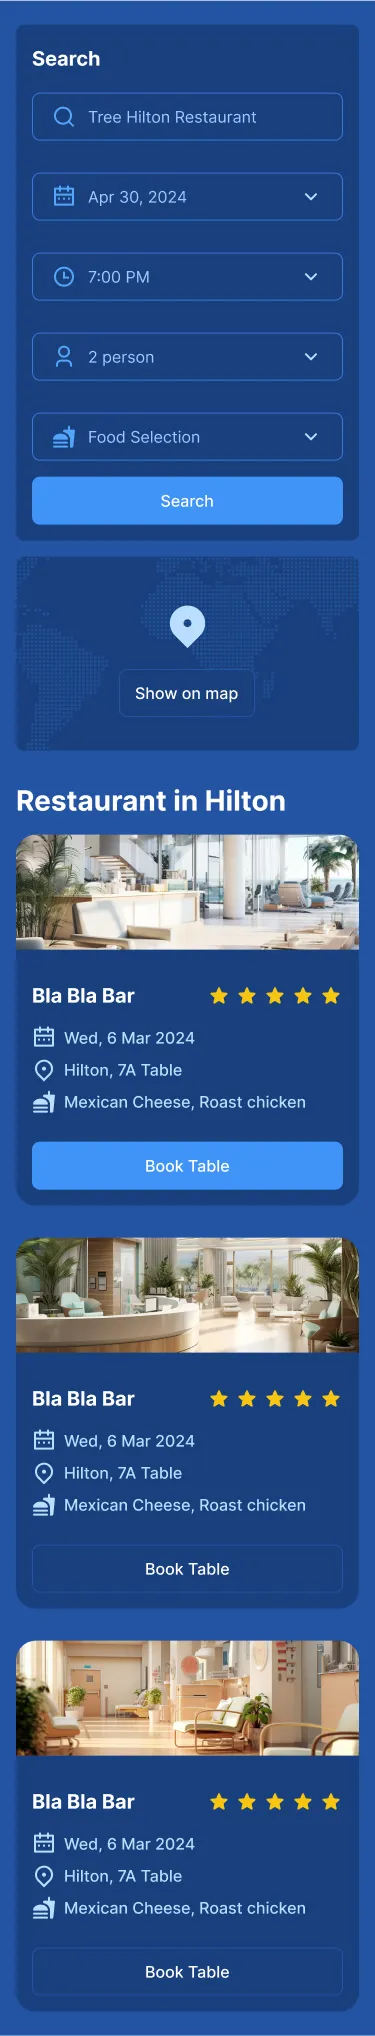 Search
Tree Hilton Restaurant
Apr 30, 2024
7:00 PM
2 person
Food Selection
Search
Show on map
Restaurant in Hilton
Bla Bla Bar
Wed, 6 Mar 2024
Hilton, 7A Table
Mexican Cheese, Roast chicken
Book Table
Bla Bla Bar
Wed, 6 Mar 2024
Hilton, 7A Table
Mexican Cheese, Roast chicken
Book Table
Bla Bla Bar
Wed, 6 Mar 2024
Hilton, 7A Table
Mexican Cheese, Roast chicken
Book Table